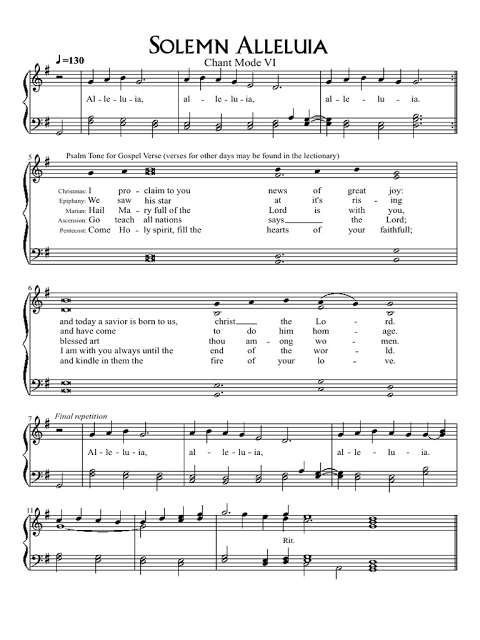 SOLEMN ALLELUIA
♩=130
Chant Mode VI
Al - le - lu - ia, al - le - lu - ia, al - le - lu - ia.
5 Psalm Tone for Gospel Verse (verses for other days may be found in the lectionary)
Christmas: I pro - claim to you news of great joy:
Epiphany: We saw his star at it's ris - ing
Marian: Hail Ma - ry full of the Lord is with you,
Ascension: Go teach all nations says the Lord;
Pentecost: Come Ho - ly spirit, fill the hearts of your faithful;
6
and today a savior is born to us, christ the Lo - rd.
and have come to do him hom - age.
blessed art thou am - ong wo - men.
I am with you always until the end of the wor - ld.
and kindle in them the fire of your lo - ve.
7 Final repetition
Al - le - lu - ia, al - le - lu - ia, al - le - lu - ia.
11
Rit.